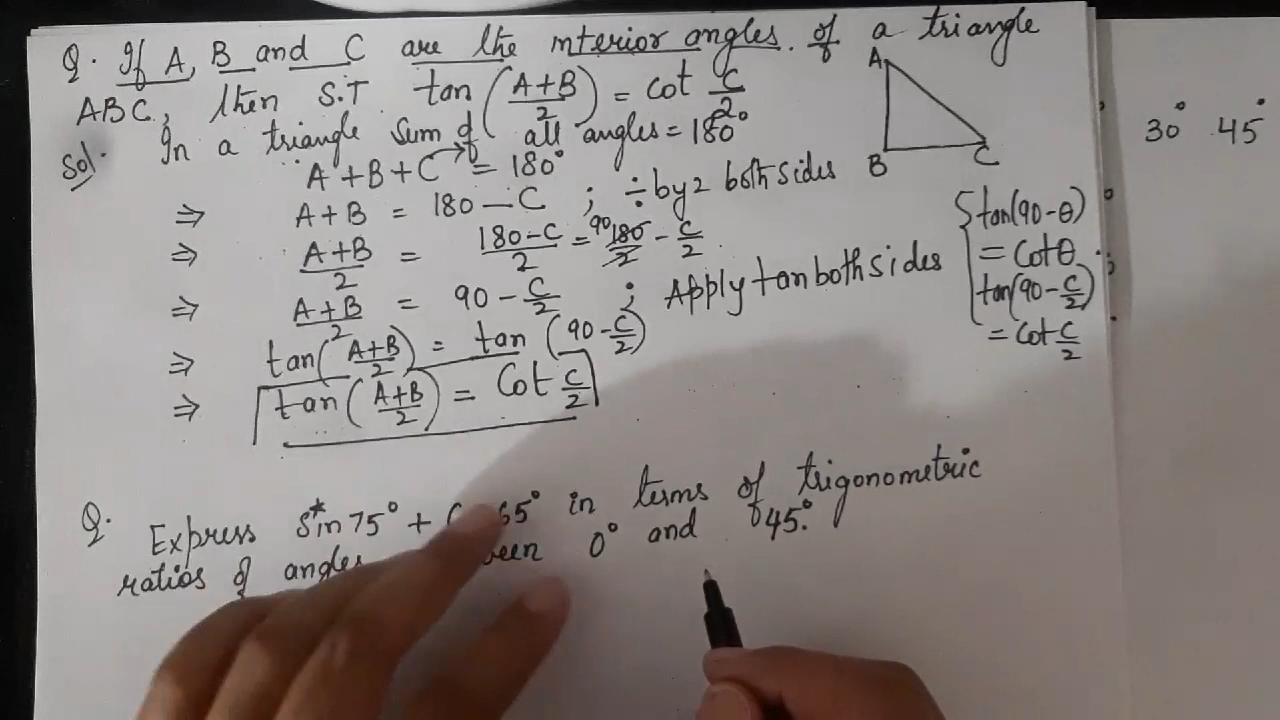 Q. If A, B and C are the interior angles of a triangle
ABC, then S.T tan (A+B/2) = cot C/2
Sol. In a triangle sum of all angles = 180°
A + B + C = 180°
⇒ A + B = 180 — C ; ÷ by 2 both sides
⇒ A+B/2 = 180-C/2 = 90 180/2 - C/2
⇒ A+B/2 = 90 - C/2 ; Apply tan both sides
⇒ tan(A+B/2) = tan (90 - C/2)
⇒ tan (A+B/2) = Cot C/2
A
B
C
{tan(90-θ)
= Cotθ
tan(90 - C/2)
= Cot C/2
30° 45°
Q. Express Sin 75° + 65° in terms of trigonometric
ratios of angles 0° and 45°.